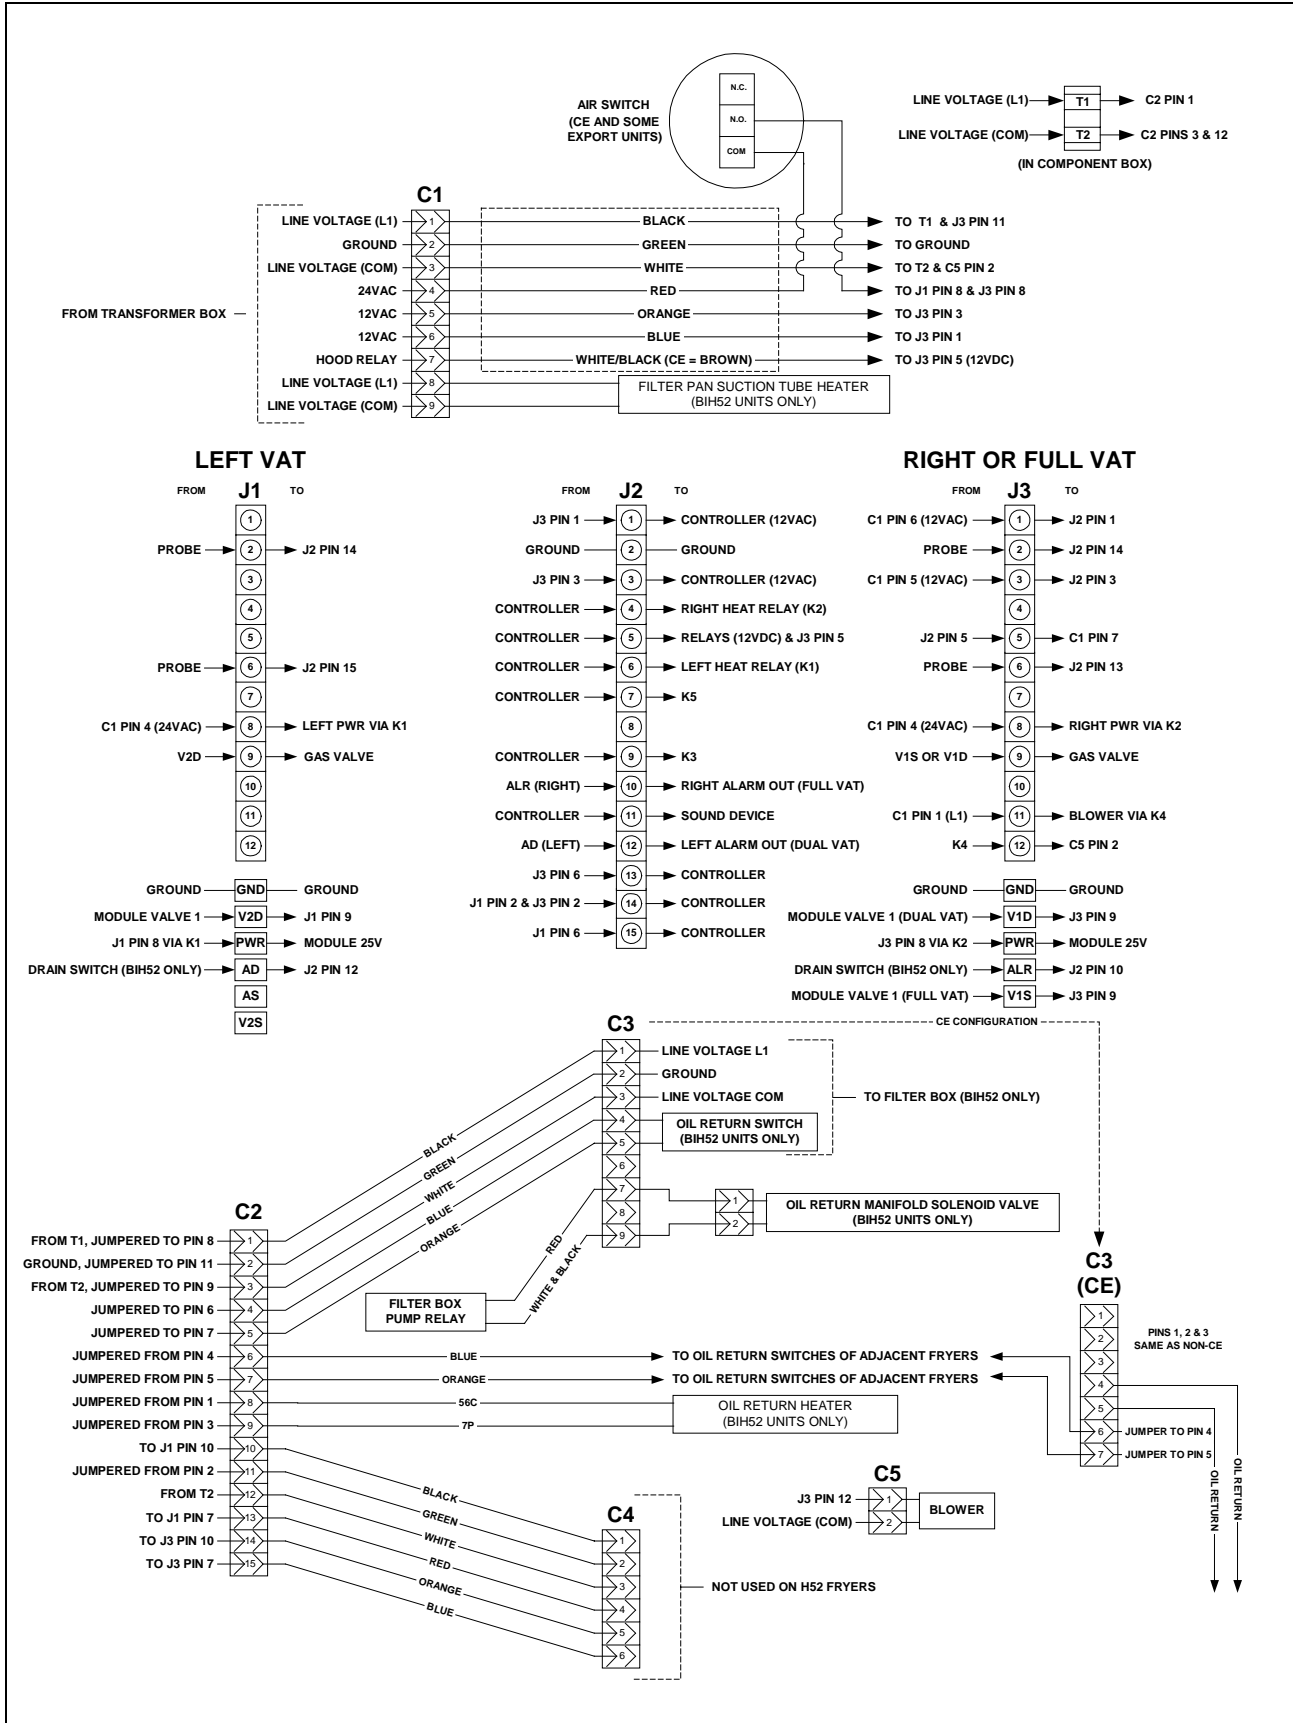 N.C.
N.O.
COM
AIR SWITCH
(CE AND SOME
EXPORT UNITS)
LINE VOLTAGE (L1) T1 C2 PIN 1
LINE VOLTAGE (COM) T2 C2 PINS 3 & 12
(IN COMPONENT BOX)
C1
FROM TRANSFORMER BOX
LINE VOLTAGE (L1) 1 BLACK TO T1 & J3 PIN 11
GROUND 2 GREEN TO GROUND
LINE VOLTAGE (COM) 3 WHITE TO T2 & C5 PIN 2
24VAC 4 RED TO J1 PIN 8 & J3 PIN 8
12VAC 5 ORANGE TO J3 PIN 3
12VAC 6 BLUE TO J3 PIN 1
HOOD RELAY 7 WHITE/BLACK (CE = BROWN) TO J3 PIN 5 (12VDC)
LINE VOLTAGE (L1) 8
LINE VOLTAGE (COM) 9
FILTER PAN SUCTION TUBE HEATER
(BIH52 UNITS ONLY)
LEFT VAT
FROM J1 TO
1
PROBE 2 J2 PIN 14
3
4
5
PROBE 6 J2 PIN 15
7
C1 PIN 4 (24VAC) 8 LEFT PWR VIA K1
V2D 9 GAS VALVE
10
11
12
GROUND GND GROUND
MODULE VALVE 1 V2D J1 PIN 9
J1 PIN 8 VIA K1 PWR MODULE 25V
DRAIN SWITCH (BIH52 ONLY) AD J2 PIN 12
AS
V2S
FROM J2 TO
J3 PIN 1 1 CONTROLLER (12VAC)
GROUND 2 GROUND
J3 PIN 3 3 CONTROLLER (12VAC)
CONTROLLER 4 RIGHT HEAT RELAY (K2)
CONTROLLER 5 RELAYS (12VDC) & J3 PIN 5
CONTROLLER 6 LEFT HEAT RELAY (K1)
CONTROLLER 7 K5
8
CONTROLLER 9 K3
ALR (RIGHT) 10 RIGHT ALARM OUT (FULL VAT)
CONTROLLER 11 SOUND DEVICE
AD (LEFT) 12 LEFT ALARM OUT (DUAL VAT)
J3 PIN 6 13 CONTROLLER
J1 PIN 2 & J3 PIN 2 14 CONTROLLER
J1 PIN 6 15 CONTROLLER
RIGHT OR FULL VAT
FROM J3 TO
C1 PIN 6 (12VAC) 1 J2 PIN 1
PROBE 2 J2 PIN 14
C1 PIN 5 (12VAC) 3 J2 PIN 3
4
J2 PIN 5 5 C1 PIN 7
PROBE 6 J2 PIN 13
7
C1 PIN 4 (24VAC) 8 RIGHT PWR VIA K2
V1S OR V1D 9 GAS VALVE
10
C1 PIN 1 (L1) 11 BLOWER VIA K4
K4 12 C5 PIN 2
GROUND GND GROUND
MODULE VALVE 1 (DUAL VAT) V1D J3 PIN 9
J3 PIN 8 VIA K2 PWR MODULE 25V
DRAIN SWITCH (BIH52 ONLY) ALR J2 PIN 10
MODULE VALVE 1 (FULL VAT) V1S J3 PIN 9
C3
CE CONFIGURATION
1 LINE VOLTAGE L1
2 GROUND
3 LINE VOLTAGE COM
4
5
6
7
8
9
TO FILTER BOX (BIH52 ONLY)
OIL RETURN SWITCH
(BIH52 UNITS ONLY)
1
2
OIL RETURN MANIFOLD SOLENOID VALVE
(BIH52 UNITS ONLY)
BLACK
GREEN
WHITE
BLUE
ORANGE
RED
WHITE & BLACK
FILTER BOX
PUMP RELAY
C2
FROM T1, JUMPERED TO PIN 8 1
GROUND, JUMPERED TO PIN 11 2
FROM T2, JUMPERED TO PIN 9 3
JUMPERED TO PIN 6 4
JUMPERED TO PIN 7 5
JUMPERED FROM PIN 4 6 BLUE TO OIL RETURN SWITCHES OF ADJACENT FRYERS
JUMPERED FROM PIN 5 7 ORANGE TO OIL RETURN SWITCHES OF ADJACENT FRYERS
JUMPERED FROM PIN 1 8 56C
JUMPERED FROM PIN 3 9 7P
OIL RETURN HEATER
(BIH52 UNITS ONLY)
TO J1 PIN 10 10 BLACK
JUMPERED FROM PIN 2 11 GREEN
FROM T2 12 WHITE
TO J1 PIN 7 13 RED
TO J3 PIN 10 14 ORANGE
TO J3 PIN 7 15 BLUE
C3
(CE)
1
2
3
4
5
6 JUMPER TO PIN 4
7 JUMPER TO PIN 5
PINS 1, 2 & 3
SAME AS NON-CE
OIL RETURN
OIL RETURN
C5
J3 PIN 12 1
LINE VOLTAGE (COM) 2
BLOWER
C4
1
2
3
4
5
6
NOT USED ON H52 FRYERS